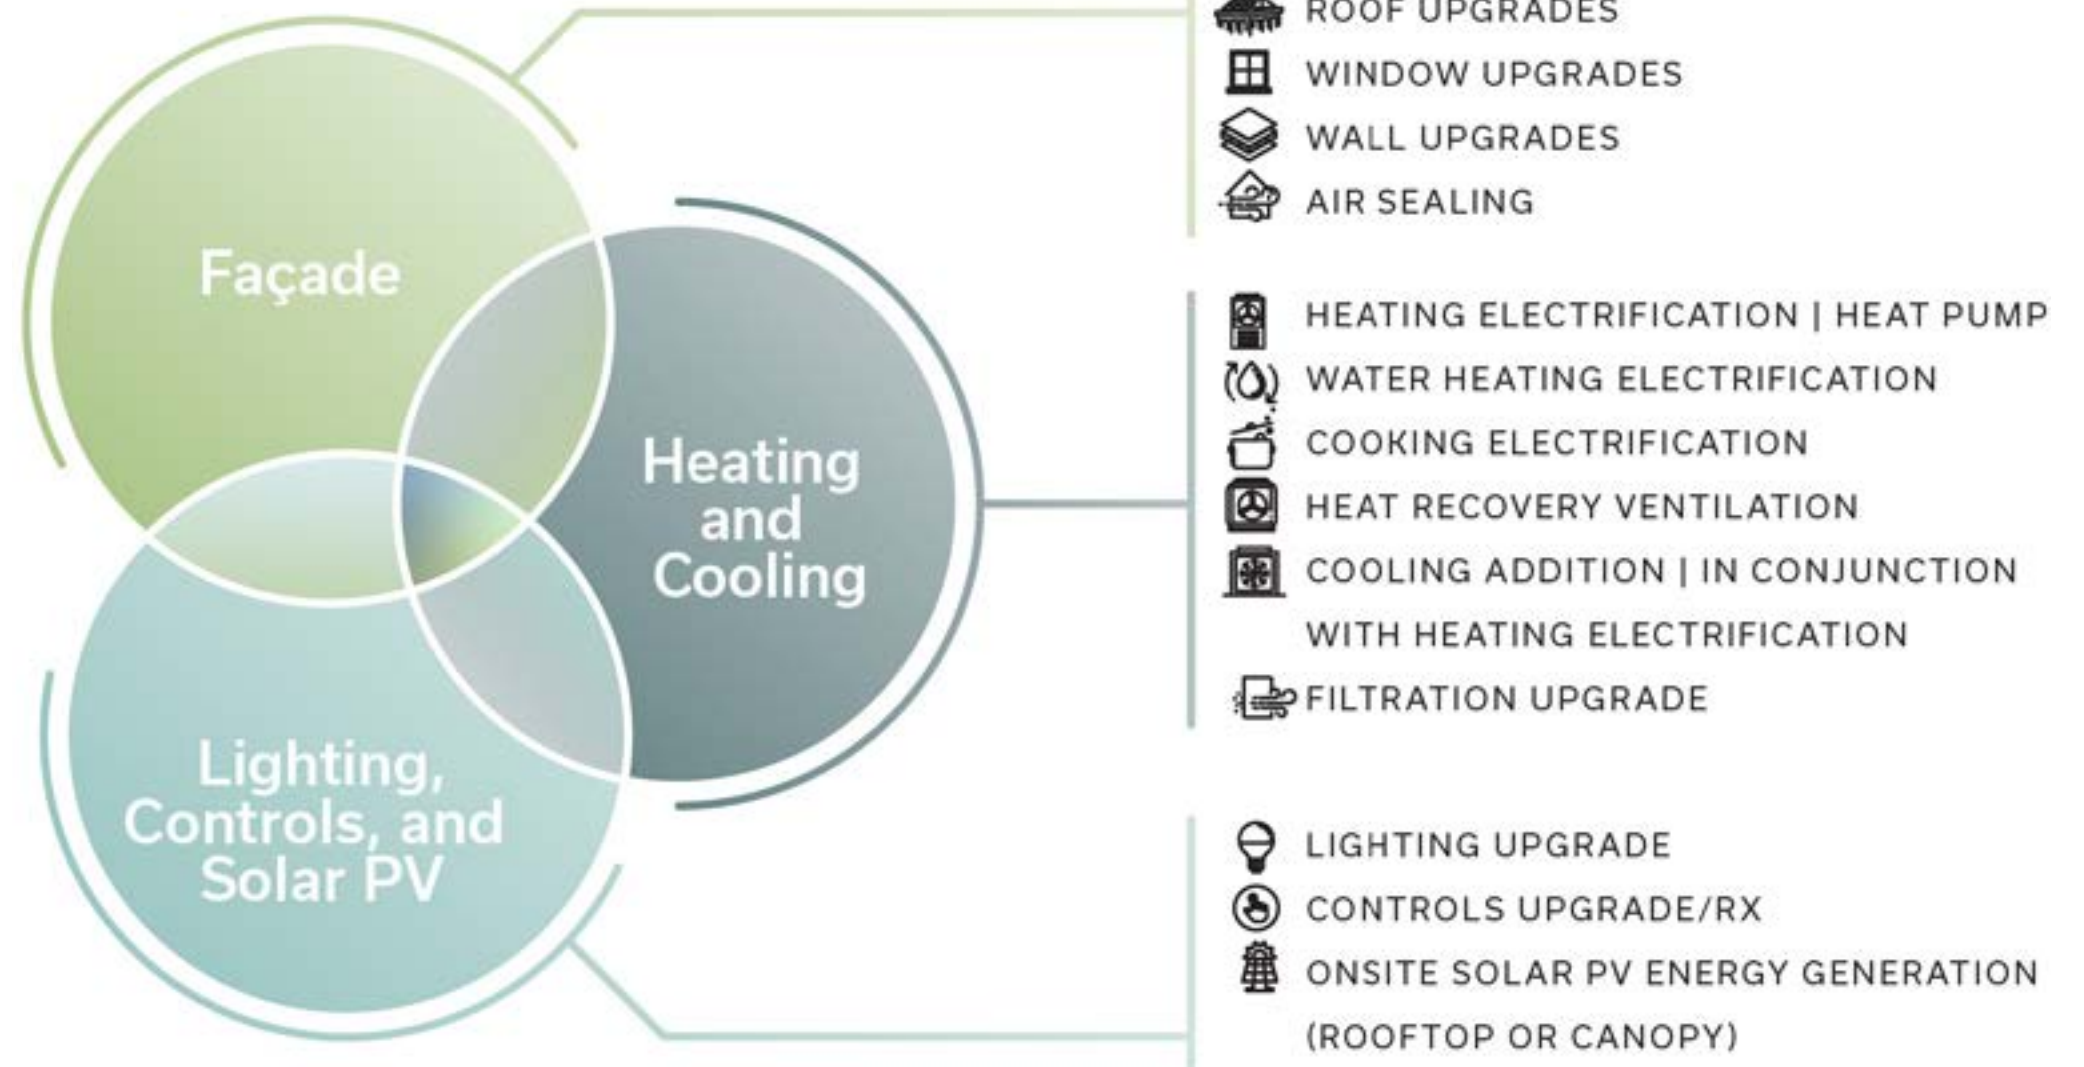 Façade
Heating
and
Cooling
Lighting,
Controls, and
Solar PV
ROOF UPGRADES
WINDOW UPGRADES
WALL UPGRADES
AIR SEALING
HEATING ELECTRIFICATION | HEAT PUMP
WATER HEATING ELECTRIFICATION
COOKING ELECTRIFICATION
HEAT RECOVERY VENTILATION
COOLING ADDITION | IN CONJUNCTION
WITH HEATING ELECTRIFICATION
FILTRATION UPGRADE
LIGHTING UPGRADE
CONTROLS UPGRADE/RX
ONSITE SOLAR PV ENERGY GENERATION
(ROOFTOP OR CANOPY)